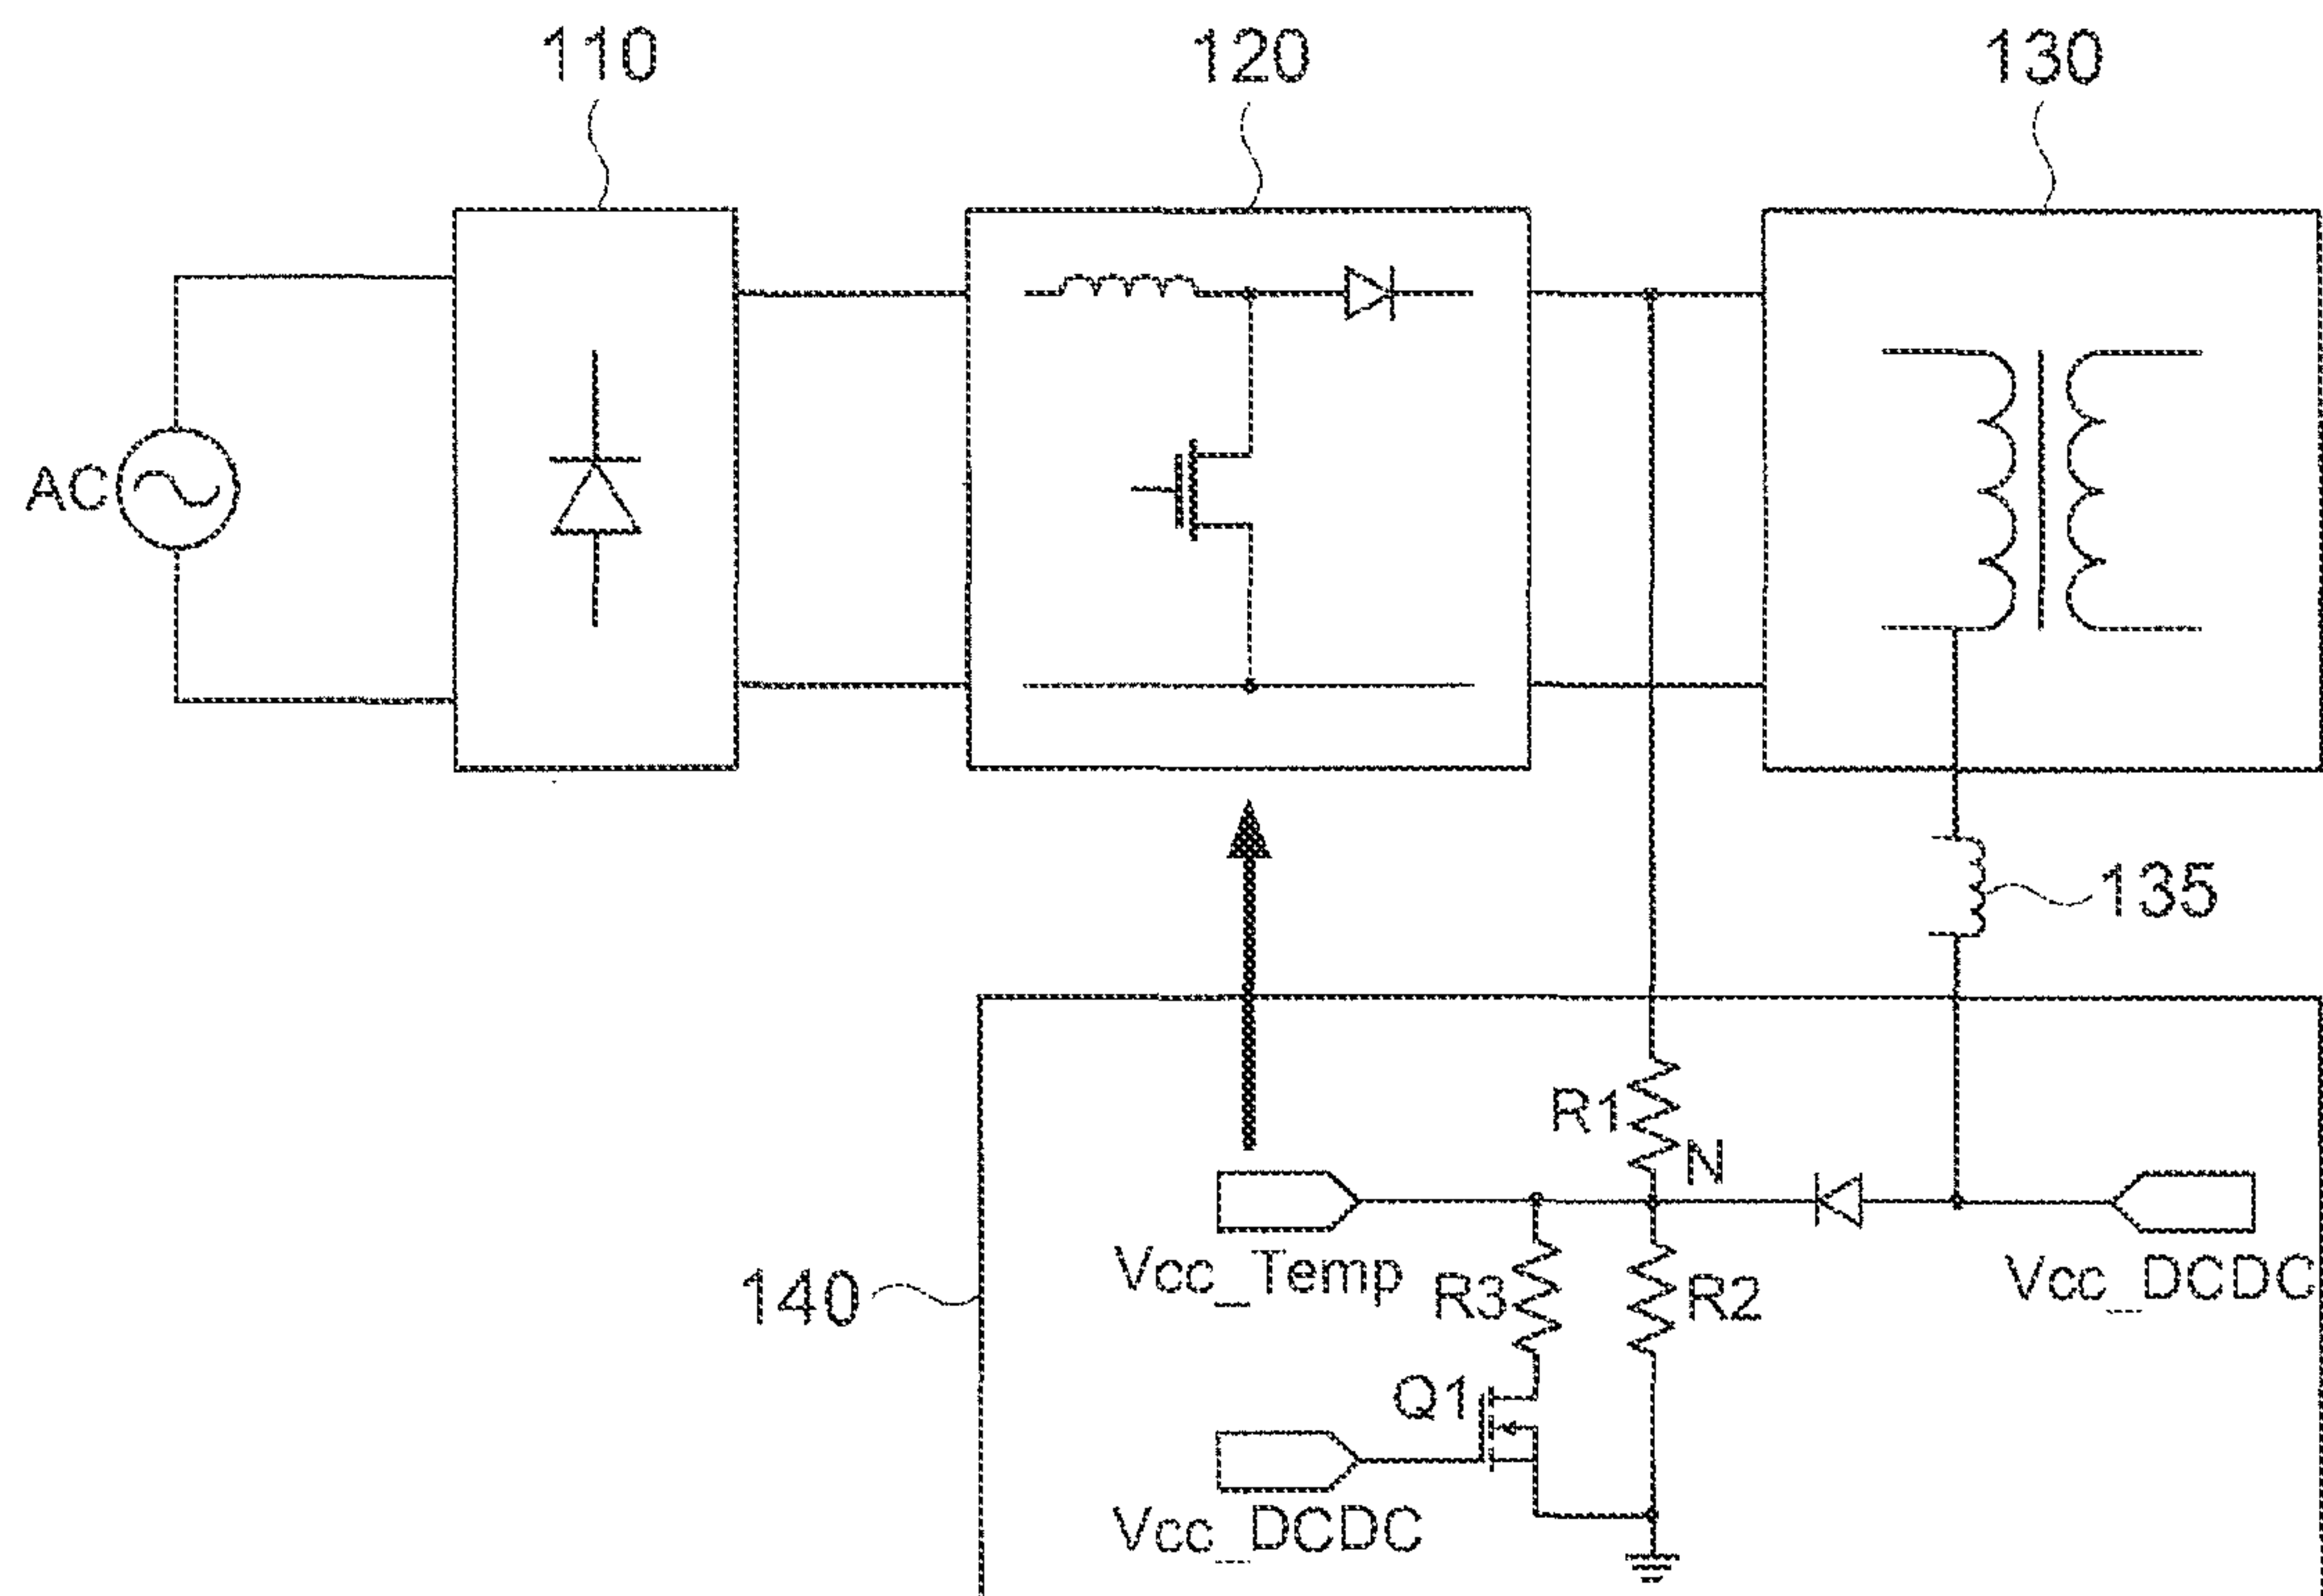 110
120
130
AC
135
R1
N
Vcc_Temp
R3
R2
Vcc_DCDC
140
Q1
Vcc_DCDC